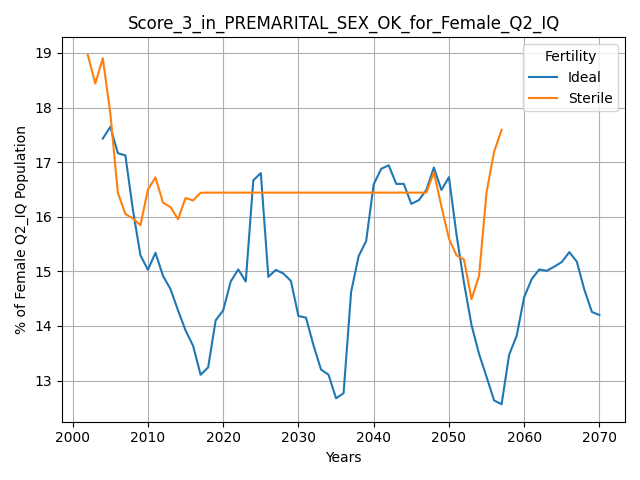 Score_3_in_PREMARITAL_SEX_OK_for_Female_Q2_IQ
Fertility
Ideal
Sterile
% of Female Q2_IQ Population
19
18
17
16
15
14
13
2000 2010 2020 2030 2040 2050 2060 2070
Years